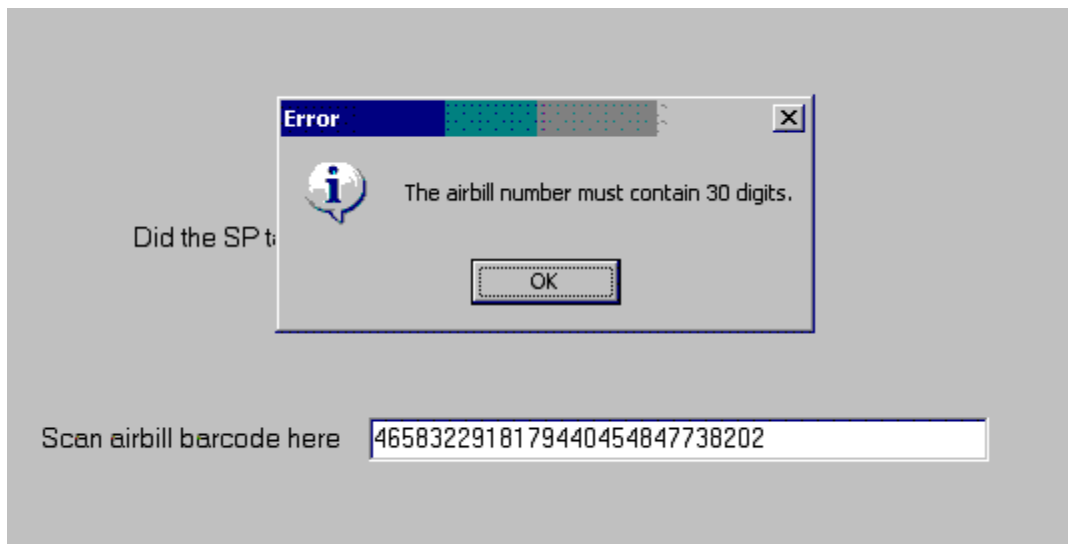 Error
The airbill number must contain 30 digits.
Did the SP
OK
Scan airbill barcode here 4658322918179440454847738202